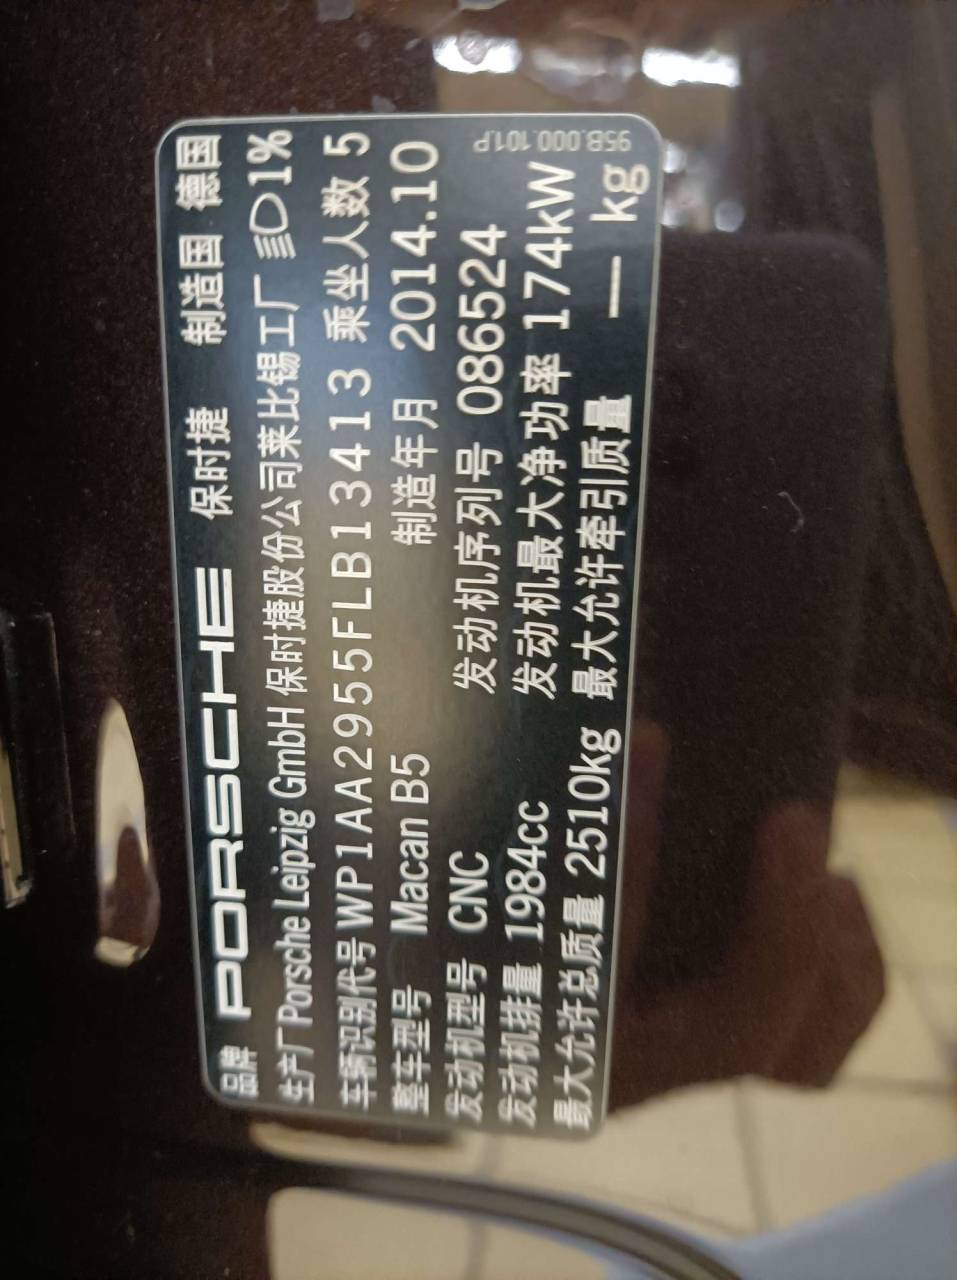 品牌 PORSCHE 保时捷 制造国 德国
生产厂 Porsche Leipzig GmbH 保时捷股份公司莱比锡工厂 1%
车辆识别代号 WP1AA2955FLB13413 乘坐人数 5
整车型号 Macan B5 制造年月 2014.10
发动机型号 CNC 发动机序列号 086524
发动机排量 1984cc 发动机最大净功率 174kW
最大允许总质量 2510kg 最大允许牵引质量 — kg
95B.000.101.P